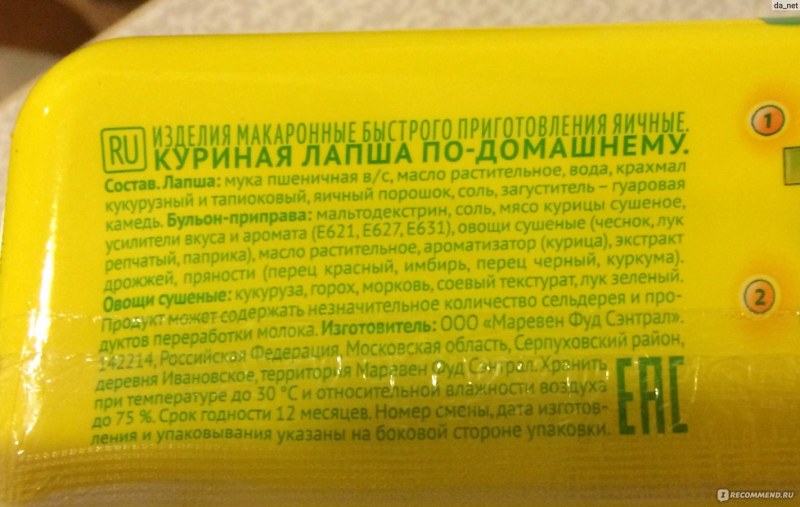 da_net
RU
ИЗДЕЛИЯ МАКАРОННЫЕ БЫСТРОГО ПРИГОТОВЛЕНИЯ ЯИЧНЫЕ.
КУРИНАЯ ЛАПША ПО-ДОМАШНЕМУ.
Состав. Лапша: мука пшеничная в/с, масло растительное, вода, крахмал
кукурузный и тапиоковый, яичный порошок, соль, загуститель – гуаровая
камедь. Бульон-приправа: мальтодекстрин, соль, мясо курицы сушеное,
усилители вкуса и аромата (Е621, Е627, Е631), овощи сушеные (чеснок, лук
репчатый, паприка), масло растительное, ароматизатор (курица), экстракт
дрожжей, пряности (перец красный, имбирь, перец черный, куркума).
Овощи сушеные: кукуруза, горох, морковь, соевый текстурат, лук зеленый.
Продукт может содержать незначительное количество сельдерея и про-
дуктов переработки молока. Изготовитель: ООО «Маревен Фуд Сэнтрал».
142214, Российская Федерация, Московская область, Серпуховский район,
деревня Ивановское, территория Маревен Фуд Сэнтрал. Хранить
при температуре до 30 °С и относительной влажности воздуха
до 75 %. Срок годности 12 месяцев. Номер смены, дата изготов-
ления и упаковывания указаны на боковой стороне упаковки.
ЕАС
1
2
I RECOMMEND.RU